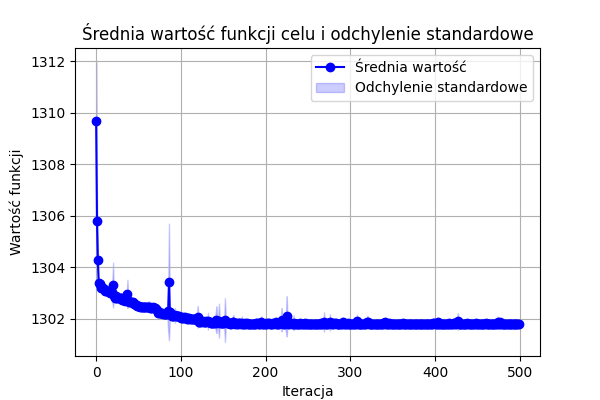 Średnia wartość funkcji celu i odchylenie standardowe
Średnia wartość
Odchylenie standardowe
Wartość funkcji
1312
1310
1308
1306
1304
1302
0 100 200 300 400 500
Iteracja